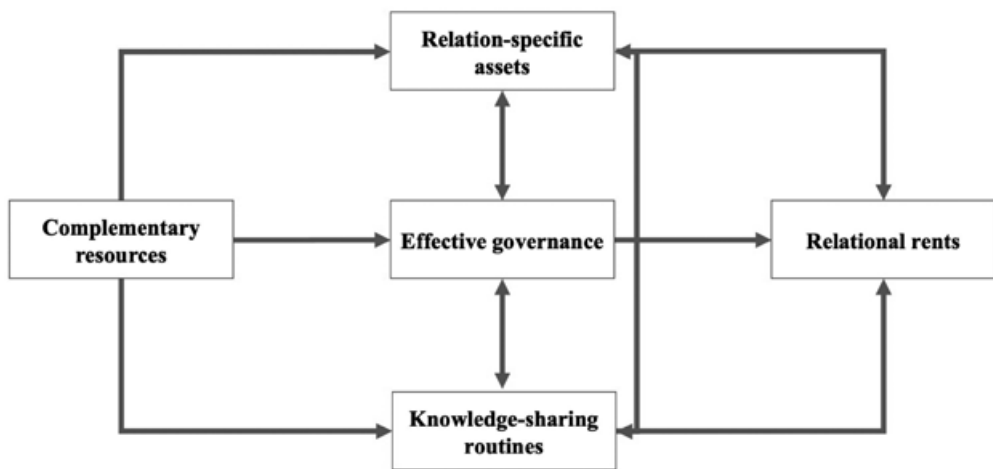 Relation-specific
assets
Complementary
resources
Effective governance
Relational rents
Knowledge-sharing
routines